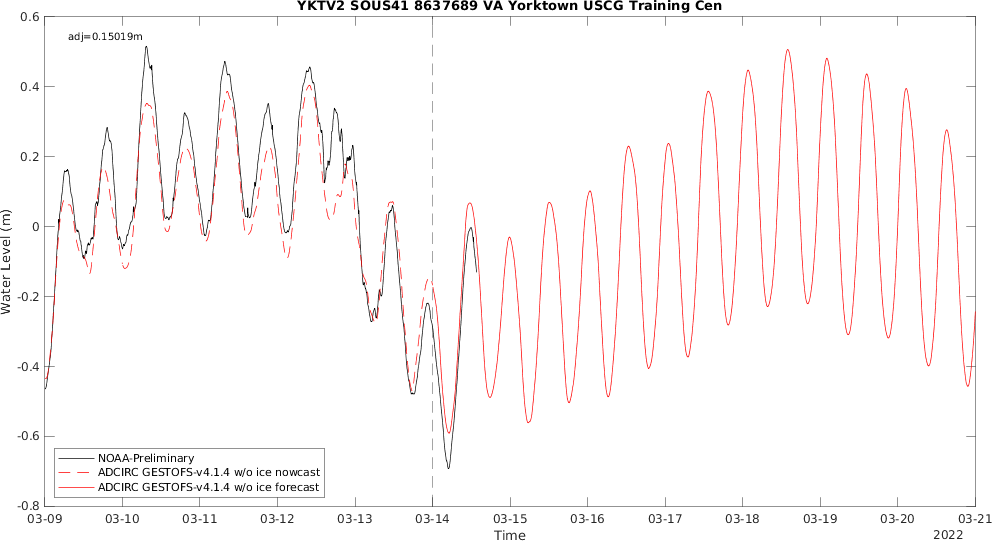 YKTV2 SOUS41 8637689 VA Yorktown USCG Training Cen
adj=0.15019m
0.6
0.4
0.2
0
-0.2
-0.4
-0.6
-0.8
Water Level (m)
NOAA-Preliminary
ADCIRC GESTOFS-v4.1.4 w/o ice nowcast
ADCIRC GESTOFS-v4.1.4 w/o ice forecast
03-09 03-10 03-11 03-12 03-13 03-14 03-15 03-16 03-17 03-18 03-19 03-20 03-21
Time
2022